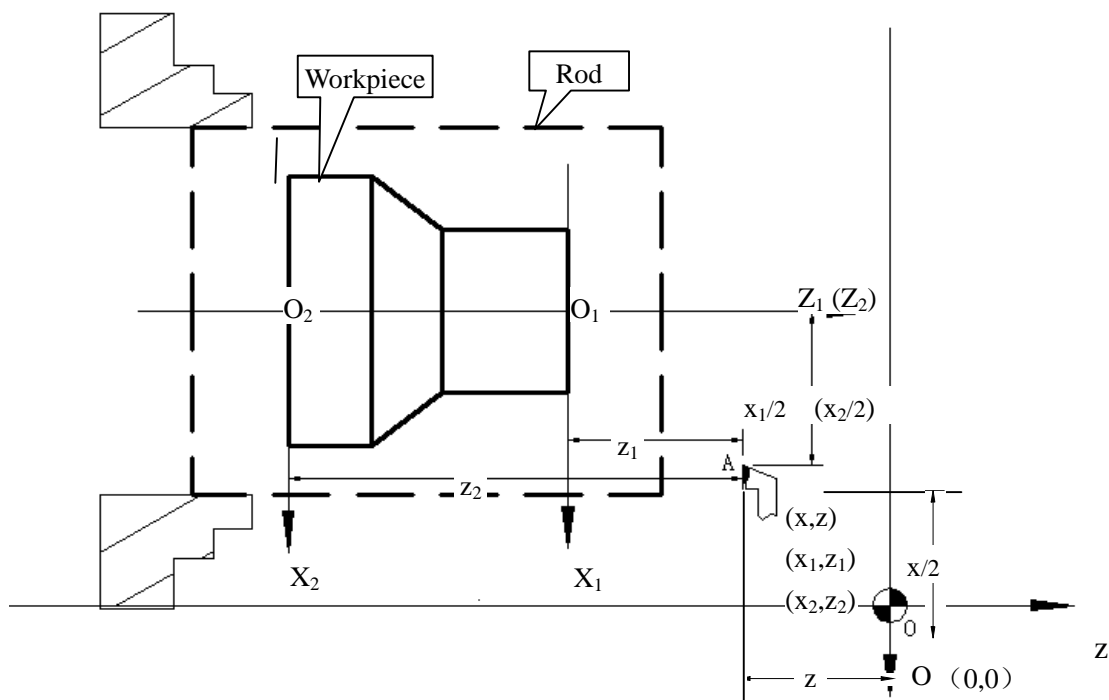 Workpiece
Rod
O₂
O₁
Z₁ (Z₂)
x₁/2
(x₂/2)
z₁
A
z₂
(x,z)
(x₁,z₁)
x/2
X₂
X₁
(x₂,z₂)
O
z
z
O (0,0)